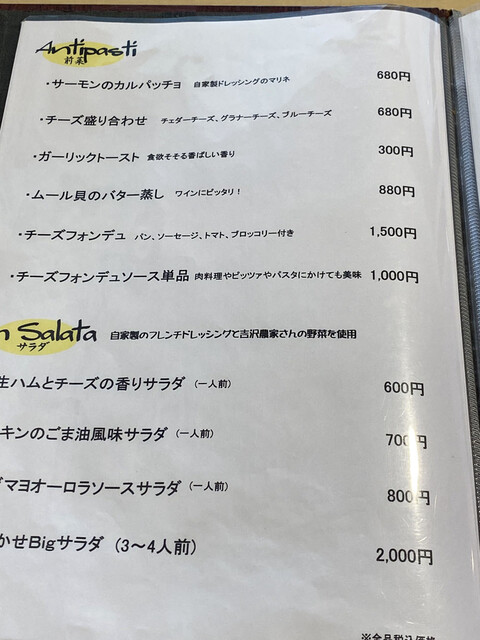 Antipasti
前菜
・サーモンのカルパッチョ 自家製ドレッシングのマリネ 680円
・チーズ盛り合わせ チェダーチーズ、グラナーチーズ、ブルーチーズ 680円
・ガーリックトースト 食欲そそる香ばしい香り 300円
・ムール貝のバター蒸し ワインにピッタリ! 880円
・チーズフォンデュ パン、ソーセージ、トマト、ブロッコリー付き 1,500円
・チーズフォンデュソース単品 肉料理やピッツァやパスタにかけても美味 1,000円
Salata 自家製のフレンチドレッシングと吉沢農家さんの野菜を使用
サラダ
生ハムとチーズの香りサラダ (一人前) 600円
キンのごま油風味サラダ (一人前) 700円
マヨオーロラソースサラダ (一人前) 800円
かせBigサラダ (3~4人前) 2,000円
※全品税込価格